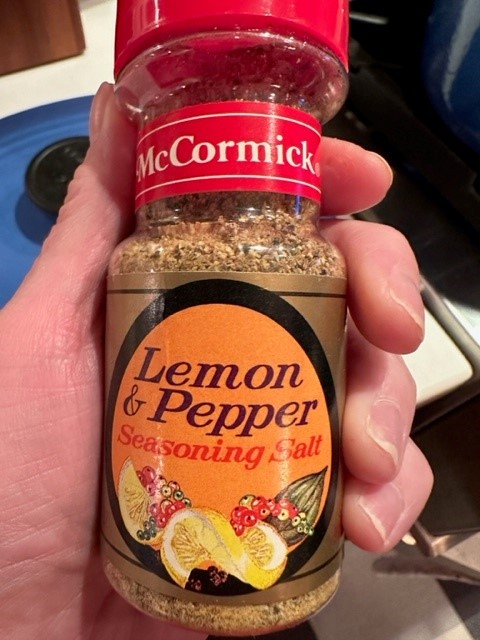 McCormick®
Lemon
& Pepper
Seasoning Salt